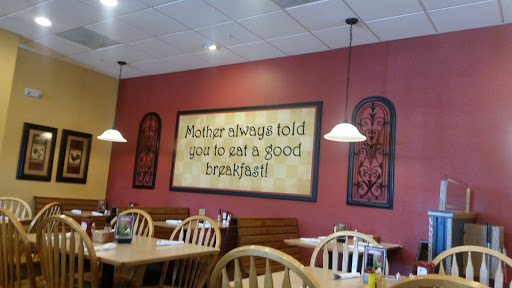 Mother always told
you to eat a good
breakfast!